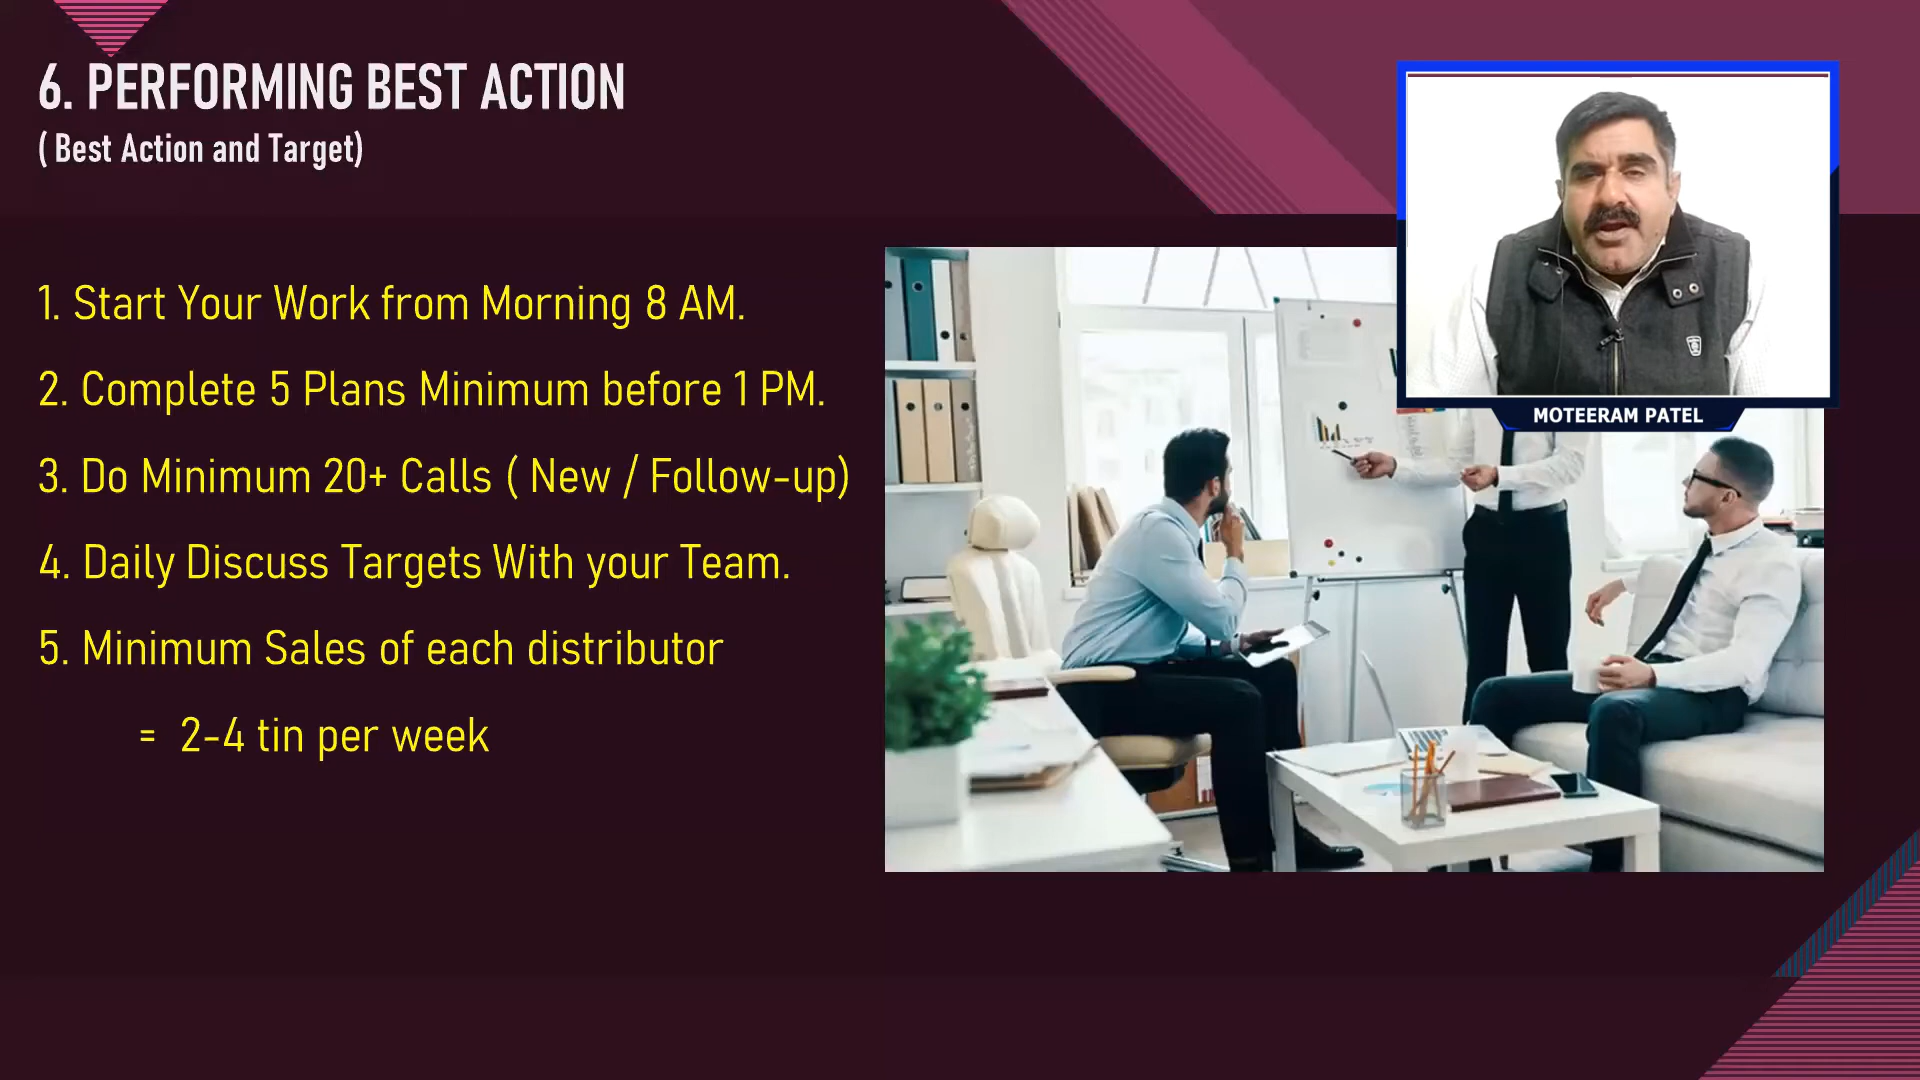 6. PERFORMING BEST ACTION
( Best Action and Target)
1. Start Your Work from Morning 8 AM.
2. Complete 5 Plans Minimum before 1 PM.
3. Do Minimum 20+ Calls ( New / Follow-up)
4. Daily Discuss Targets With your Team.
5. Minimum Sales of each distributor
= 2-4 tin per week
MOTEERAM PATEL